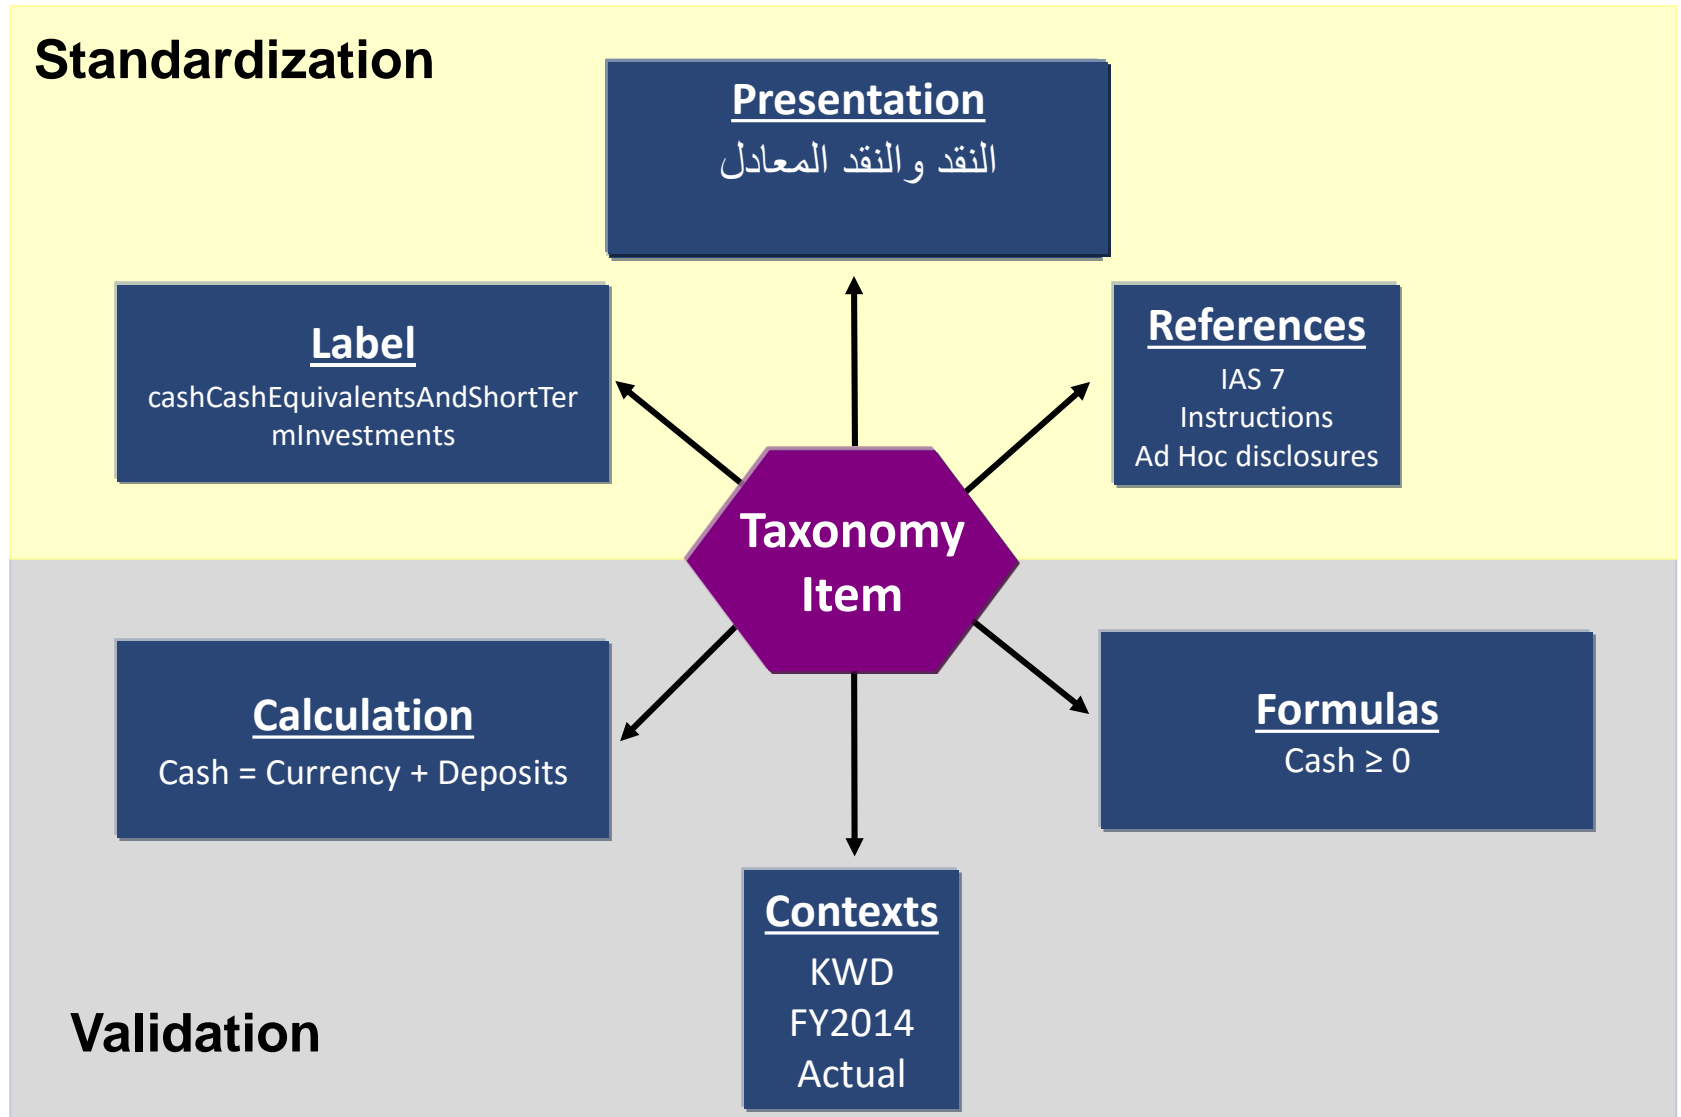 Standardization
Presentation
النقد والنقد المعادل
Label
cashCashEquivalentsAndShortTer
mInvestments
References
IAS 7
Instructions
Ad Hoc disclosures
Taxonomy
Item
Calculation
Cash = Currency + Deposits
Formulas
Cash ≥ 0
Contexts
KWD
FY2014
Actual
Validation